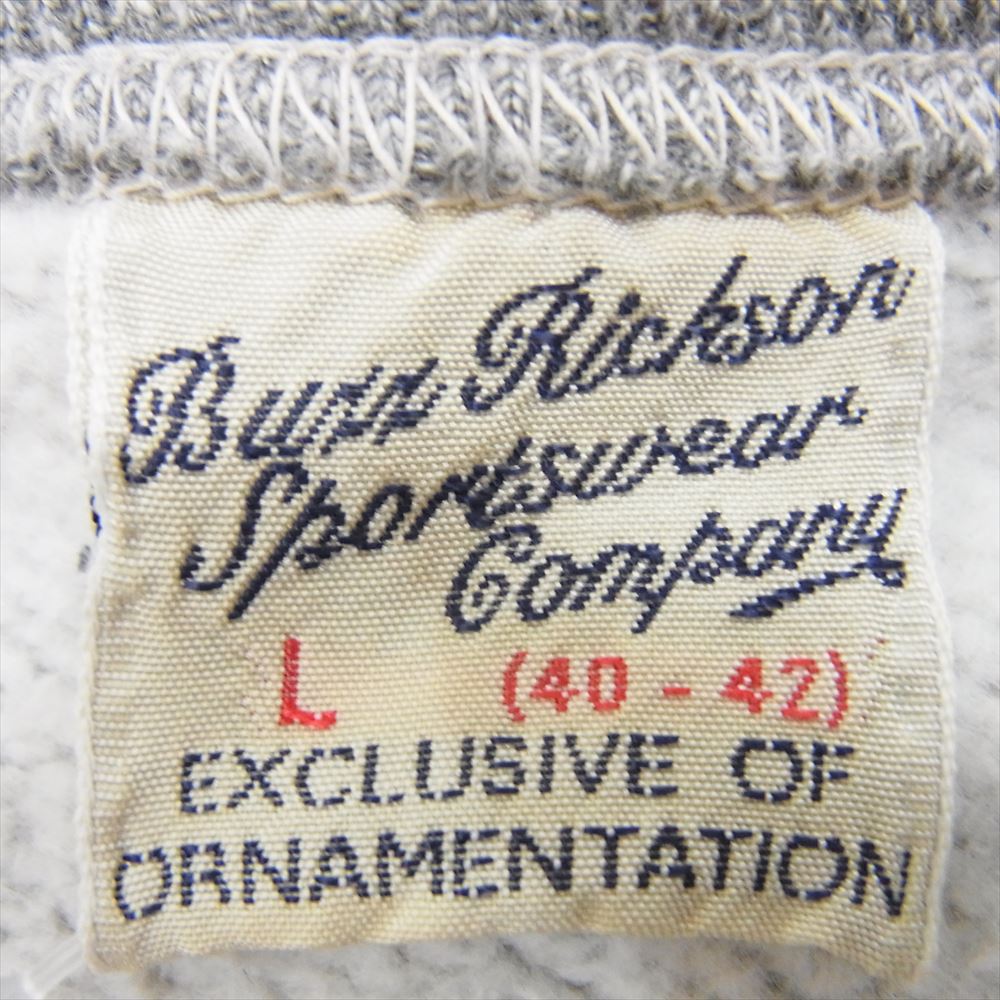 Buzz Rickson
Sportswear
Company
L (40 - 42)
EXCLUSIVE OF
ORNAMENTATION